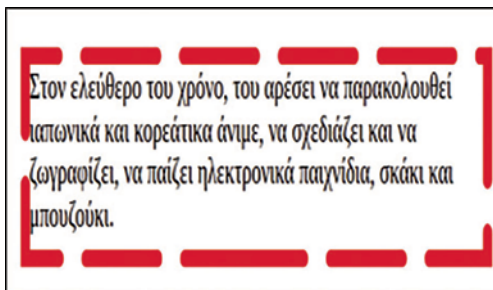 Στον ελεύθερο του χρόνο, του αρέσει να παρακολουθεί
ιαπωνικά και κορεάτικα άνιμε, να σχεδιάζει και να
ζωγραφίζει, να παίζει ηλεκτρονικά παιχνίδια, σκάκι και
μπουζούκι.